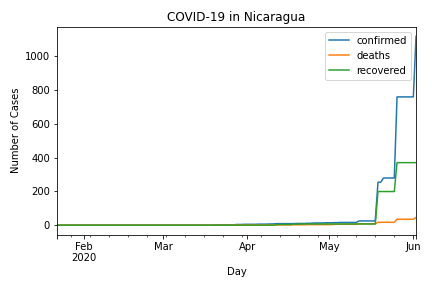 COVID-19 in Nicaragua
confirmed
deaths
recovered
Number of Cases
1000
800
600
400
200
0
Feb
2020
Mar
Apr
May
Jun
Day